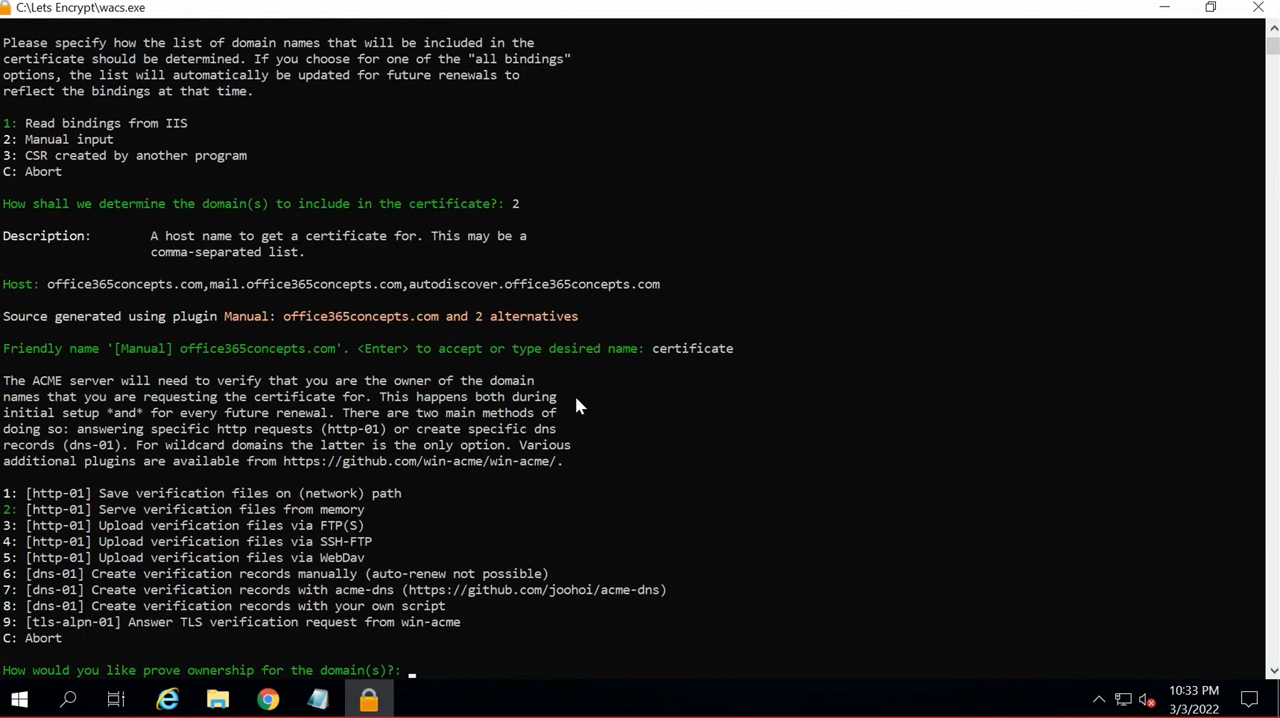 C:\Lets Encrypt\wacs.exe
Please specify how the list of domain names that will be included in the
certificate should be determined. If you choose for one of the "all bindings"
options, the list will automatically be updated for future renewals to
reflect the bindings at that time.
1: Read bindings from IIS
2: Manual input
3: CSR created by another program
C: Abort
How shall we determine the domain(s) to include in the certificate?: 2
Description: A host name to get a certificate for. This may be a
comma-separated list.
Host: office365concepts.com,mail.office365concepts.com,autodiscover.office365concepts.com
Source generated using plugin Manual: office365concepts.com and 2 alternatives
Friendly name '[Manual] office365concepts.com'. <Enter> to accept or type desired name: certificate
The ACME server will need to verify that you are the owner of the domain
names that you are requesting the certificate for. This happens both during
initial setup *and* for every future renewal. There are two main methods of
doing so: answering specific http requests (http-01) or create specific dns
records (dns-01). For wildcard domains the latter is the only option. Various
additional plugins are available from https://github.com/win-acme/win-acme/.
1: [http-01] Save verification files on (network) path
2: [http-01] Serve verification files from memory
3: [http-01] Upload verification files via FTP(S)
4: [http-01] Upload verification files via SSH-FTP
5: [http-01] Upload verification files via WebDav
6: [dns-01] Create verification records manually (auto-renew not possible)
7: [dns-01] Create verification records with acme-dns (https://github.com/joohoi/acme-dns)
8: [dns-01] Create verification records with your own script
9: [tls-alpn-01] Answer TLS verification request from win-acme
C: Abort
How would you like prove ownership for the domain(s)?:
10:33 PM
3/3/2022